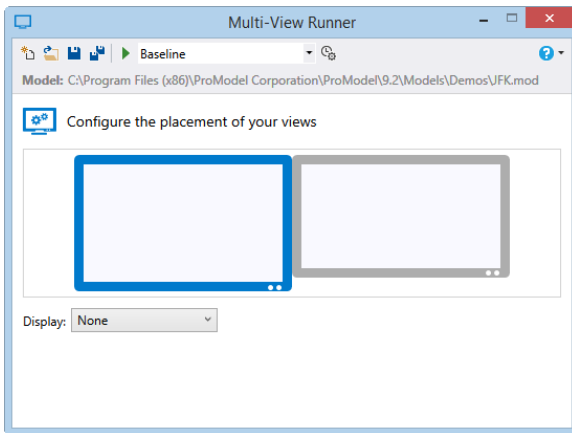 Multi-View Runner
Baseline
Model: C:\Program Files (x86)\ProModel Corporation\ProModel\9.2\Models\Demos\JFK.mod
Configure the placement of your views
Display: None